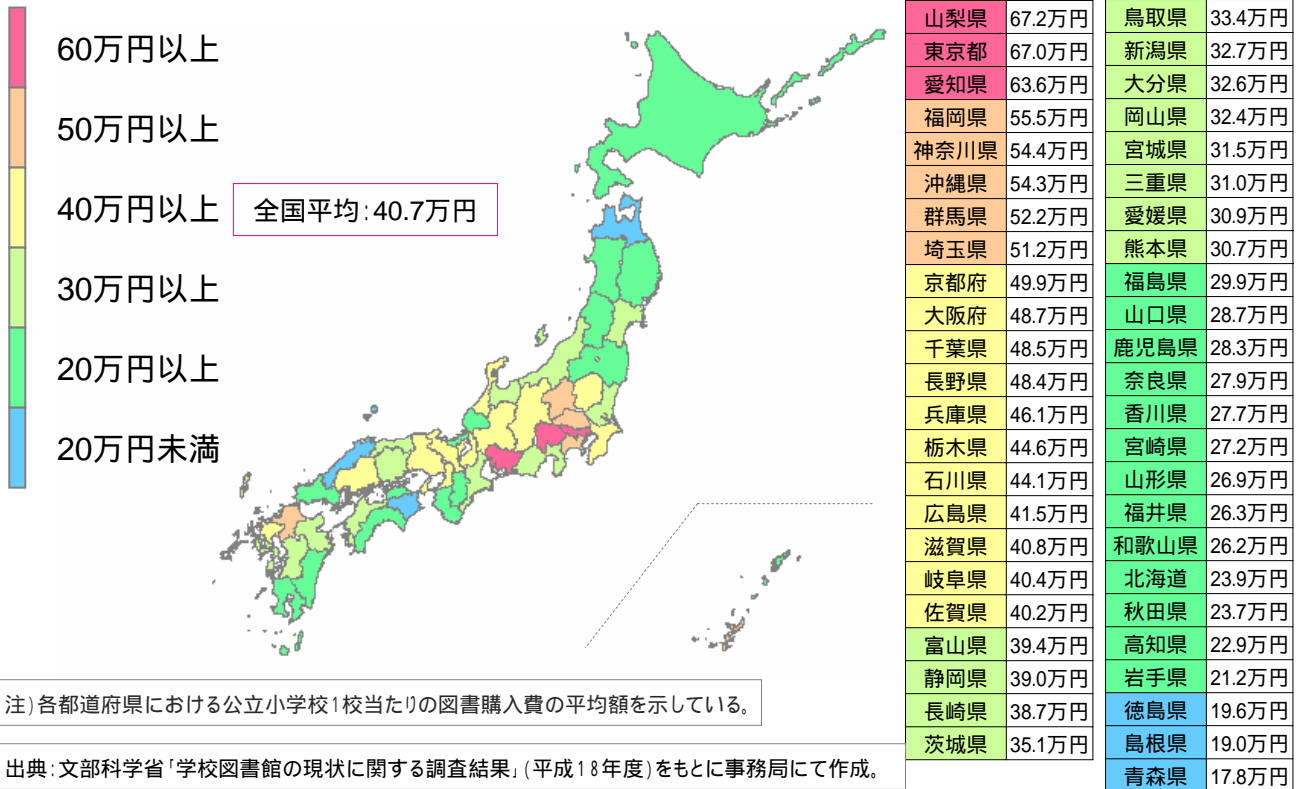 60万円以上
50万円以上
40万円以上
全国平均:40.7万円
30万円以上
20万円以上
20万円未満
山梨県 67.2万円
東京都 67.0万円
愛知県 63.6万円
福岡県 55.5万円
神奈川県 54.4万円
沖縄県 54.3万円
群馬県 52.2万円
埼玉県 51.2万円
京都府 49.9万円
大阪府 48.7万円
千葉県 48.5万円
長野県 48.4万円
兵庫県 46.1万円
栃木県 44.6万円
石川県 44.1万円
広島県 41.5万円
滋賀県 40.8万円
岐阜県 40.4万円
佐賀県 40.2万円
富山県 39.4万円
静岡県 39.0万円
長崎県 38.7万円
茨城県 35.1万円
鳥取県 33.4万円
新潟県 32.7万円
大分県 32.6万円
岡山県 32.4万円
宮城県 31.5万円
三重県 31.0万円
愛媛県 30.9万円
熊本県 30.7万円
福島県 29.9万円
山口県 28.7万円
鹿児島県 28.3万円
奈良県 27.9万円
香川県 27.7万円
宮崎県 27.2万円
山形県 26.9万円
福井県 26.3万円
和歌山県 26.2万円
北海道 23.9万円
秋田県 23.7万円
高知県 22.9万円
岩手県 21.2万円
徳島県 19.6万円
島根県 19.0万円
青森県 17.8万円
注)各都道府県における公立小学校1校当たりの図書購入費の平均額を示している。
出典:文部科学省「学校図書館の現状に関する調査結果」(平成18年度)をもとに事務局にて作成。